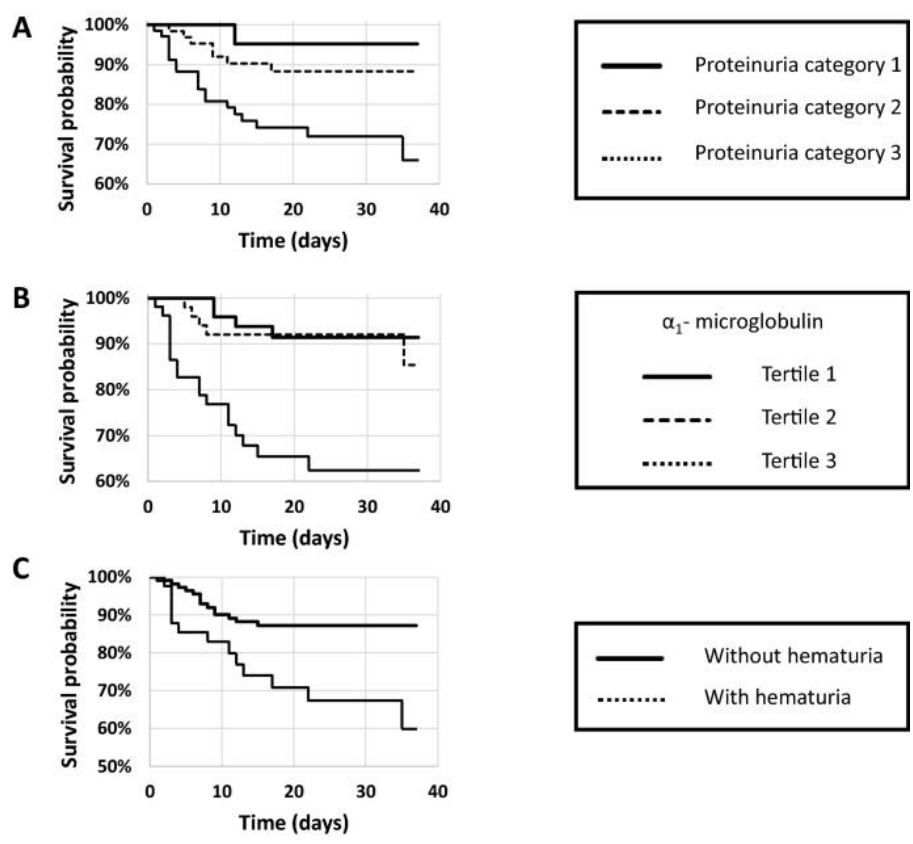 A
Survival probability
100%
90%
80%
70%
60%
0 10 20 30 40
Time (days)
Proteinuria category 1
Proteinuria category 2
Proteinuria category 3
B
Survival probability
100%
90%
80%
70%
60%
0 10 20 30 40
Time (days)
α₁- microglobulin
Tertile 1
Tertile 2
Tertile 3
C
Survival probability
100%
90%
80%
70%
60%
50%
0 10 20 30 40
Time (days)
Without hematuria
With hematuria